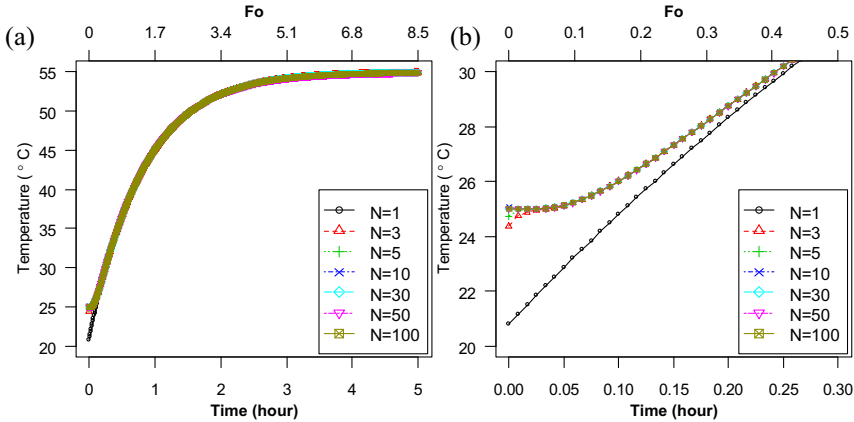 Fo
(a)
0 1.7 3.4 5.1 6.8 8.5
Temperature ( ° C)
55
50
45
40
35
30
25
20
N=1
N=3
N=5
N=10
N=30
N=50
N=100
0 1 2 3 4 5
Time (hour)
Fo
(b)
0 0.1 0.2 0.3 0.4 0.5
Temperature ( ° C)
30
28
26
24
22
20
N=1
N=3
N=5
N=10
N=30
N=50
N=100
0.00 0.05 0.10 0.15 0.20 0.25 0.30
Time (hour)